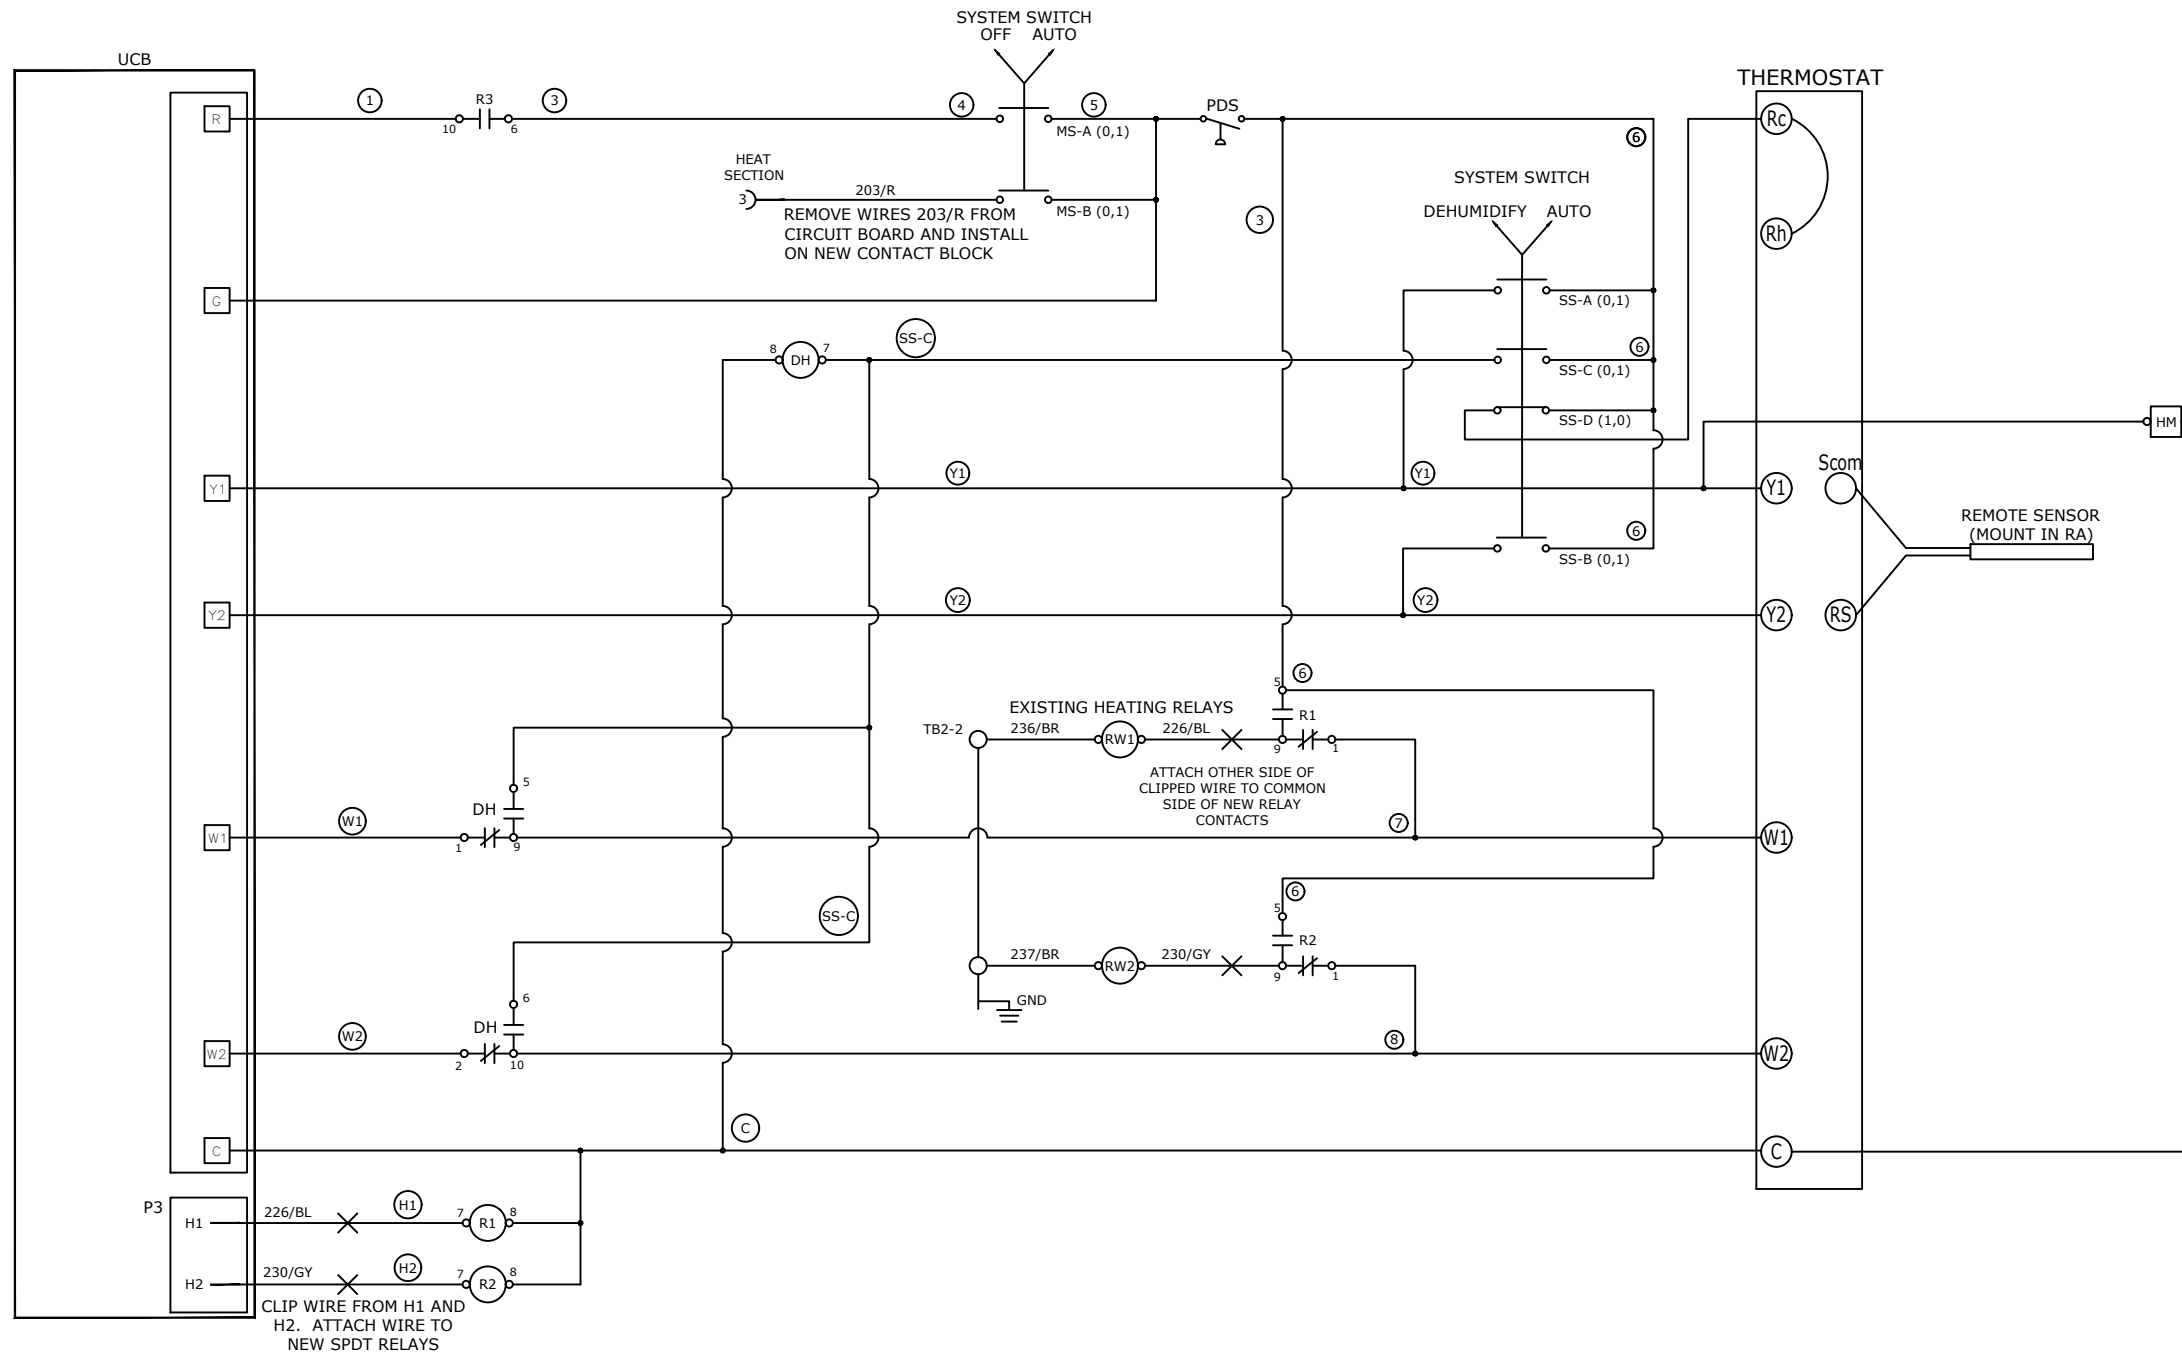 SYSTEM SWITCH
OFF AUTO
UCB
THERMOSTAT
R
1
R3
10
6
3
4
5
MS-A (0,1)
PDS
6
Rc
HEAT
SECTION
3
203/R
MS-B (0,1)
REMOVE WIRES 203/R FROM
CIRCUIT BOARD AND INSTALL
ON NEW CONTACT BLOCK
3
SYSTEM SWITCH
DEHUMIDIFY AUTO
Rh
G
SS-A (0,1)
8
DH
7
SS-C
6
SS-C (0,1)
SS-D (1,0)
HM
Y1
Y1
Y1
Y1
Scom
REMOTE SENSOR
(MOUNT IN RA)
6
SS-B (0,1)
Y2
Y2
Y2
Y2
RS
6
5
EXISTING HEATING RELAYS
R1
TB2-2
236/BR
RW1
226/BL
9
1
ATTACH OTHER SIDE OF
CLIPPED WIRE TO COMMON
SIDE OF NEW RELAY
CONTACTS
5
DH
W1
W1
1
9
7
W1
6
5
SS-C
R2
237/BR
RW2
230/GY
9
1
GND
6
DH
W2
W2
2
10
8
W2
C
C
C
P3
H1
226/BL
H1
7
R1
8
H2
230/GY
H2
7
R2
8
CLIP WIRE FROM H1 AND
H2. ATTACH WIRE TO
NEW SPDT RELAYS